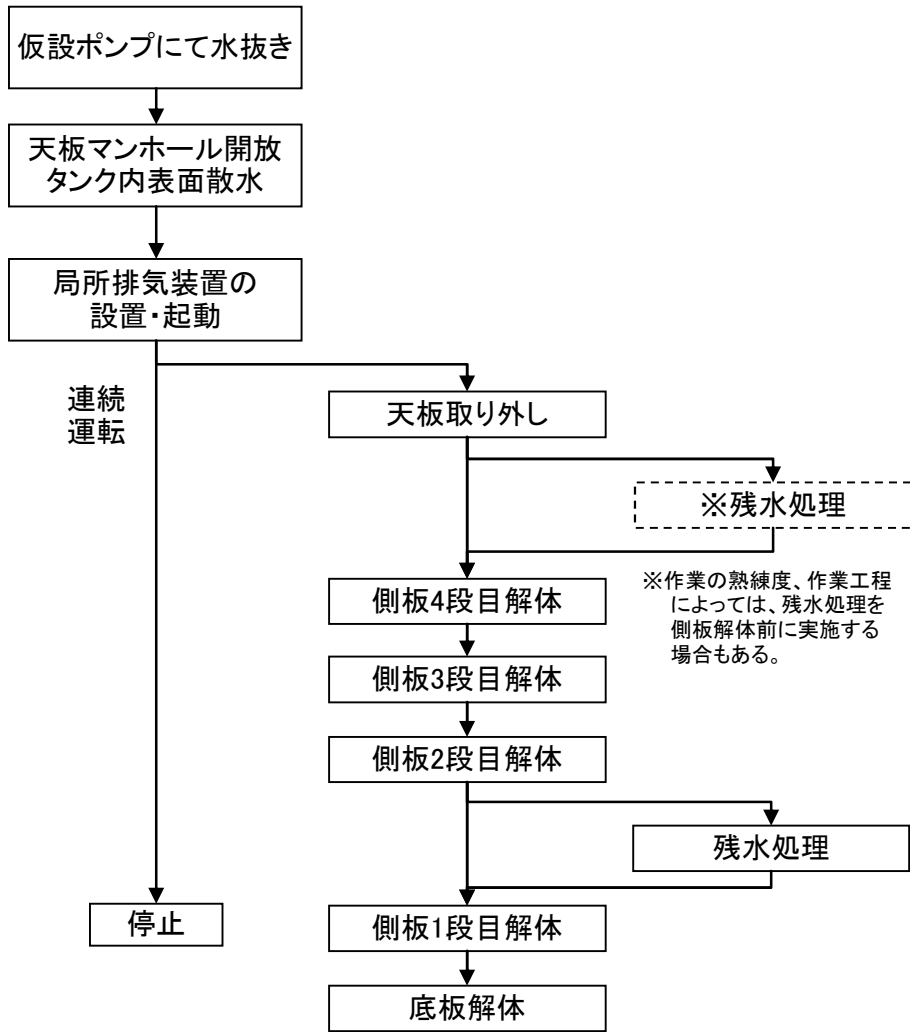 仮設ポンプにて水抜き
天板マンホール開放
タンク内表面散水
局所排気装置の
設置・起動
連続
運転
天板取り外し
※残水処理
※作業の熟練度、作業工程
によっては、残水処理を
側板解体前に実施する
場合もある。
側板4段目解体
側板3段目解体
側板2段目解体
残水処理
停止
側板1段目解体
底板解体